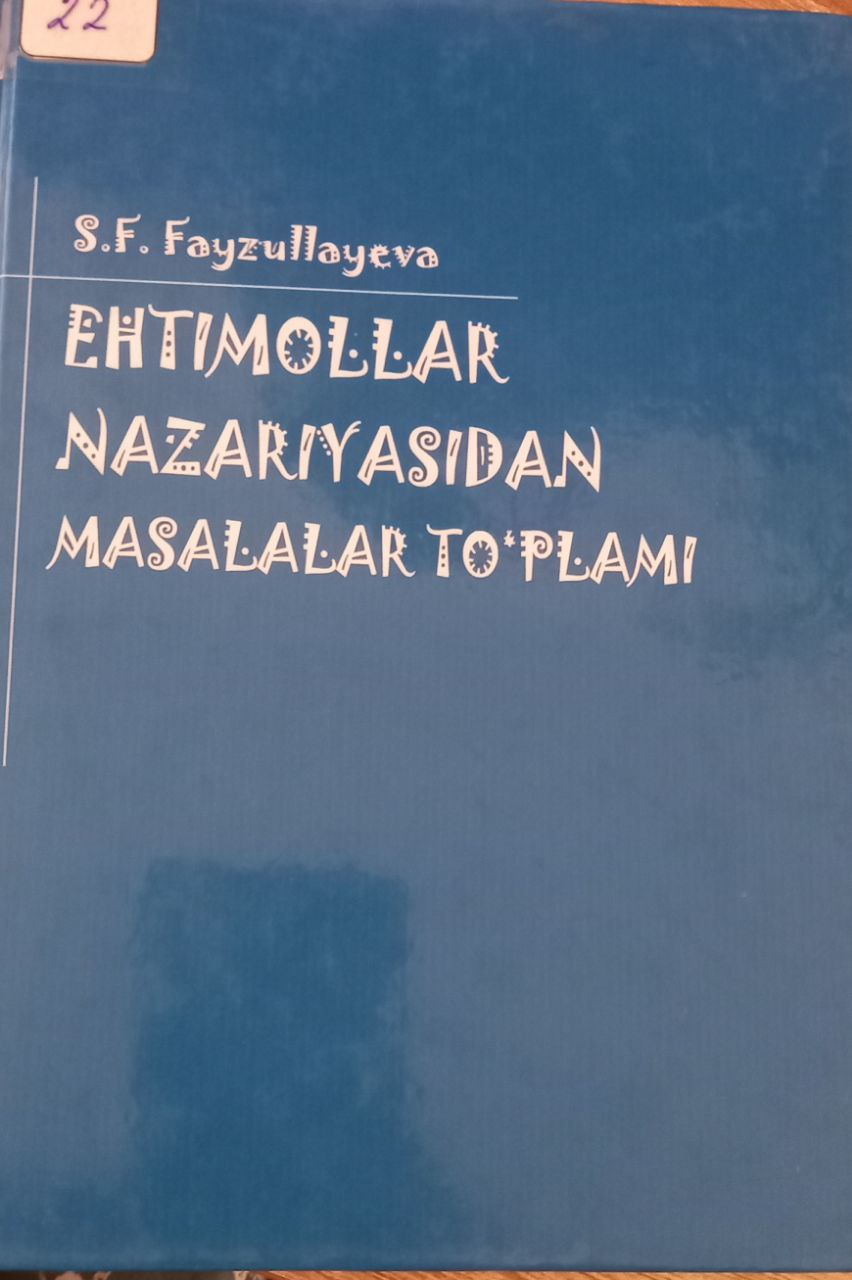 22
S.F. Fayzullayeva
EHTIMOLLAR
NAZARIYASIDAN
MASALALAR TO‘PLAMI